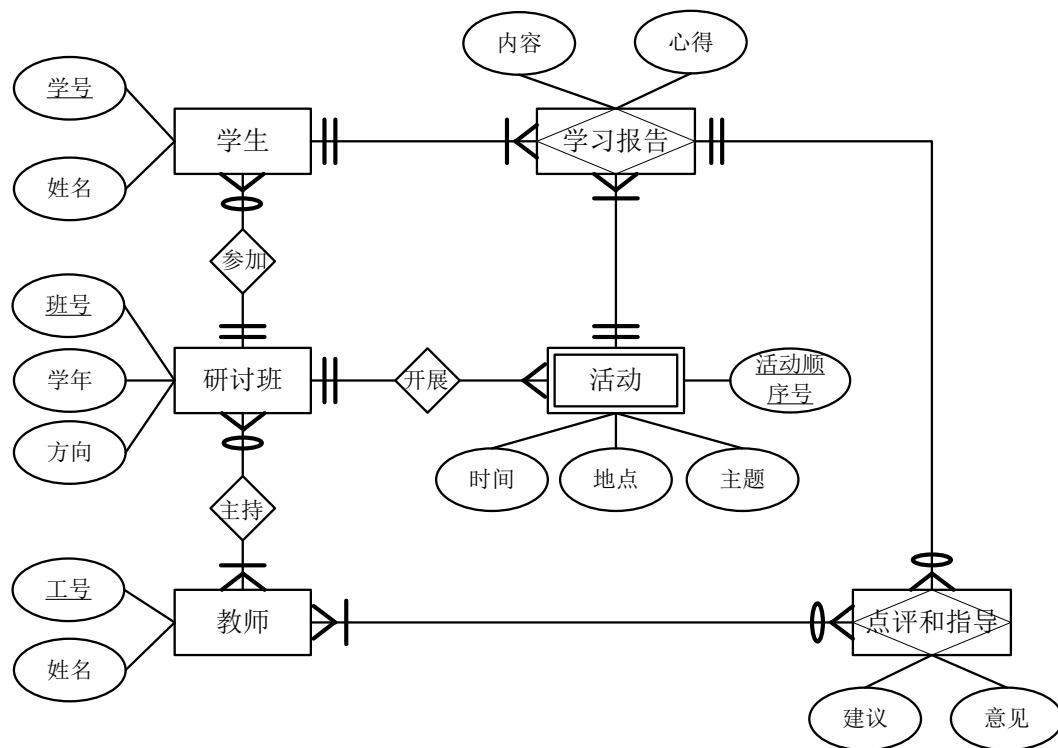 内容
心得
学号
学生
学习报告
姓名
参加
班号
学年
研讨班
开展
活动
活动顺
序号
方向
时间
地点
主题
主持
工号
教师
点评和指导
姓名
建议
意见